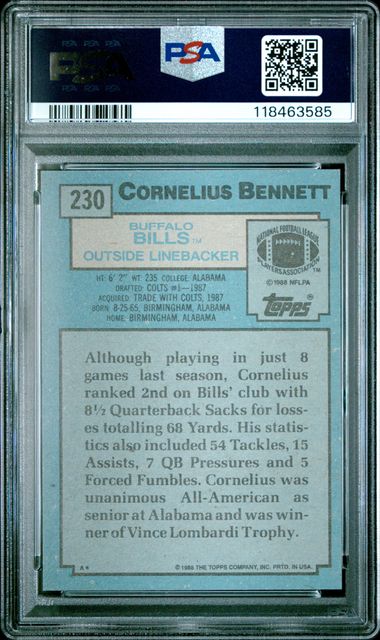 PSA
PSA
118463585
230
CORNELIUS BENNETT
BUFFALO
BILLS™
OUTSIDE LINEBACKER
NATIONAL FOOTBALL LEAGUE
PLAYERS ASSOCIATION™
© 1988 NFLPA
Topps®
HT: 6' 2" WT: 235 COLLEGE: ALABAMA
DRAFTED: COLTS #1—1987
ACQUIRED: TRADE WITH COLTS, 1987
BORN: 8-25-65, BIRMINGHAM, ALABAMA
HOME: BIRMINGHAM, ALABAMA
Although playing in just 8
games last season, Cornelius
ranked 2nd on Bills' club with
8½ Quarterback Sacks for loss-
es totalling 68 Yards. His statis-
tics also included 54 Tackles, 15
Assists, 7 QB Pressures and 5
Forced Fumbles. Cornelius was
unanimous All-American as
senior at Alabama and was win-
ner of Vince Lombardi Trophy.
A*
© 1988 THE TOPPS COMPANY, INC. PRTD. IN USA.